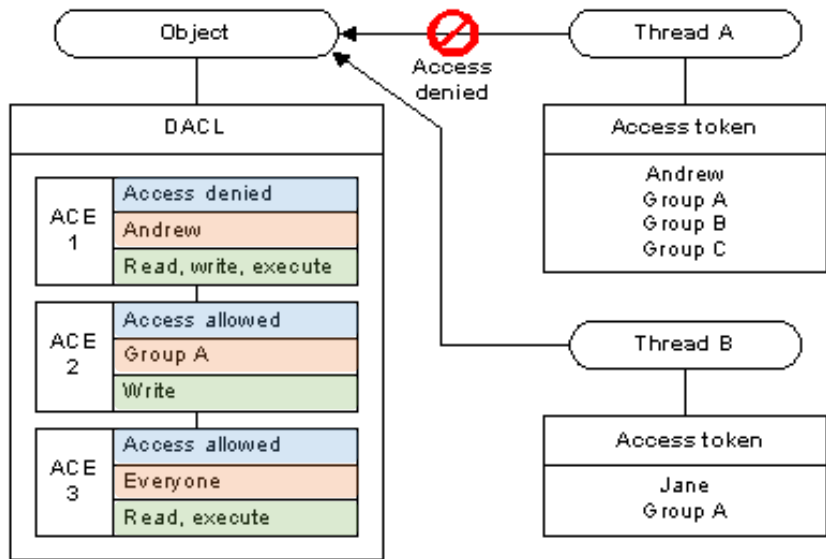 Object
Access
denied
Thread A
DACL
ACE
1
Access denied
Andrew
Read, write, execute
ACE
2
Access allowed
Group A
Write
ACE
3
Access allowed
Everyone
Read, execute
Access token
Andrew
Group A
Group B
Group C
Thread B
Access token
Jane
Group A